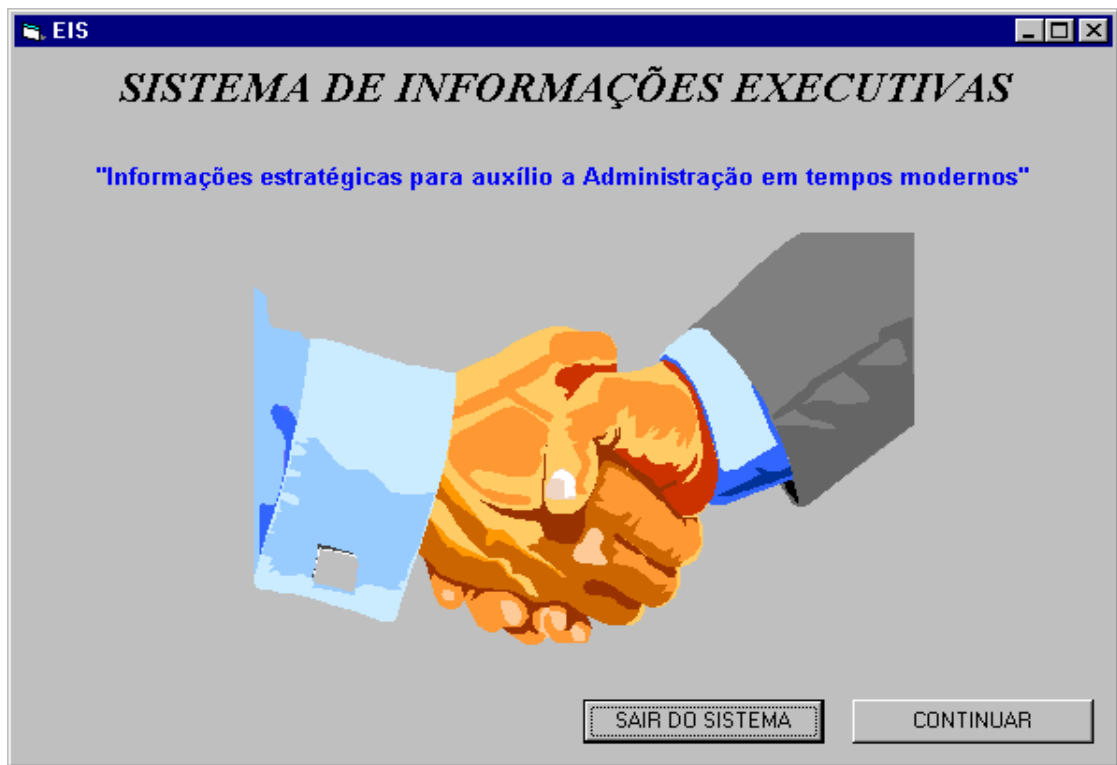 EIS
SISTEMA DE INFORMAÇÕES EXECUTIVAS
"Informações estratégicas para auxílio a Administração em tempos modernos"
SAIR DO SISTEMA
CONTINUAR